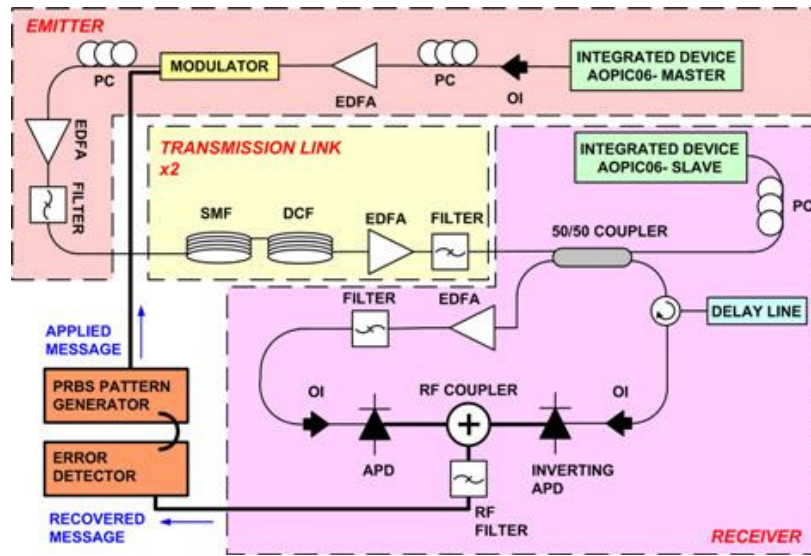 EMITTER
PC
MODULATOR
EDFA
PC
OI
INTEGRATED DEVICE
AOPIC06- MASTER
EDFA
FILTER
TRANSMISSION LINK
x2
SMF
DCF
EDFA
FILTER
INTEGRATED DEVICE
AOPIC06- SLAVE
PC
50/50 COUPLER
FILTER
EDFA
DELAY LINE
APPLIED
MESSAGE
PRBS PATTERN
GENERATOR
ERROR
DETECTOR
RECOVERED
MESSAGE
OI
RF COUPLER
OI
APD
INVERTING
APD
RF
FILTER
RECEIVER